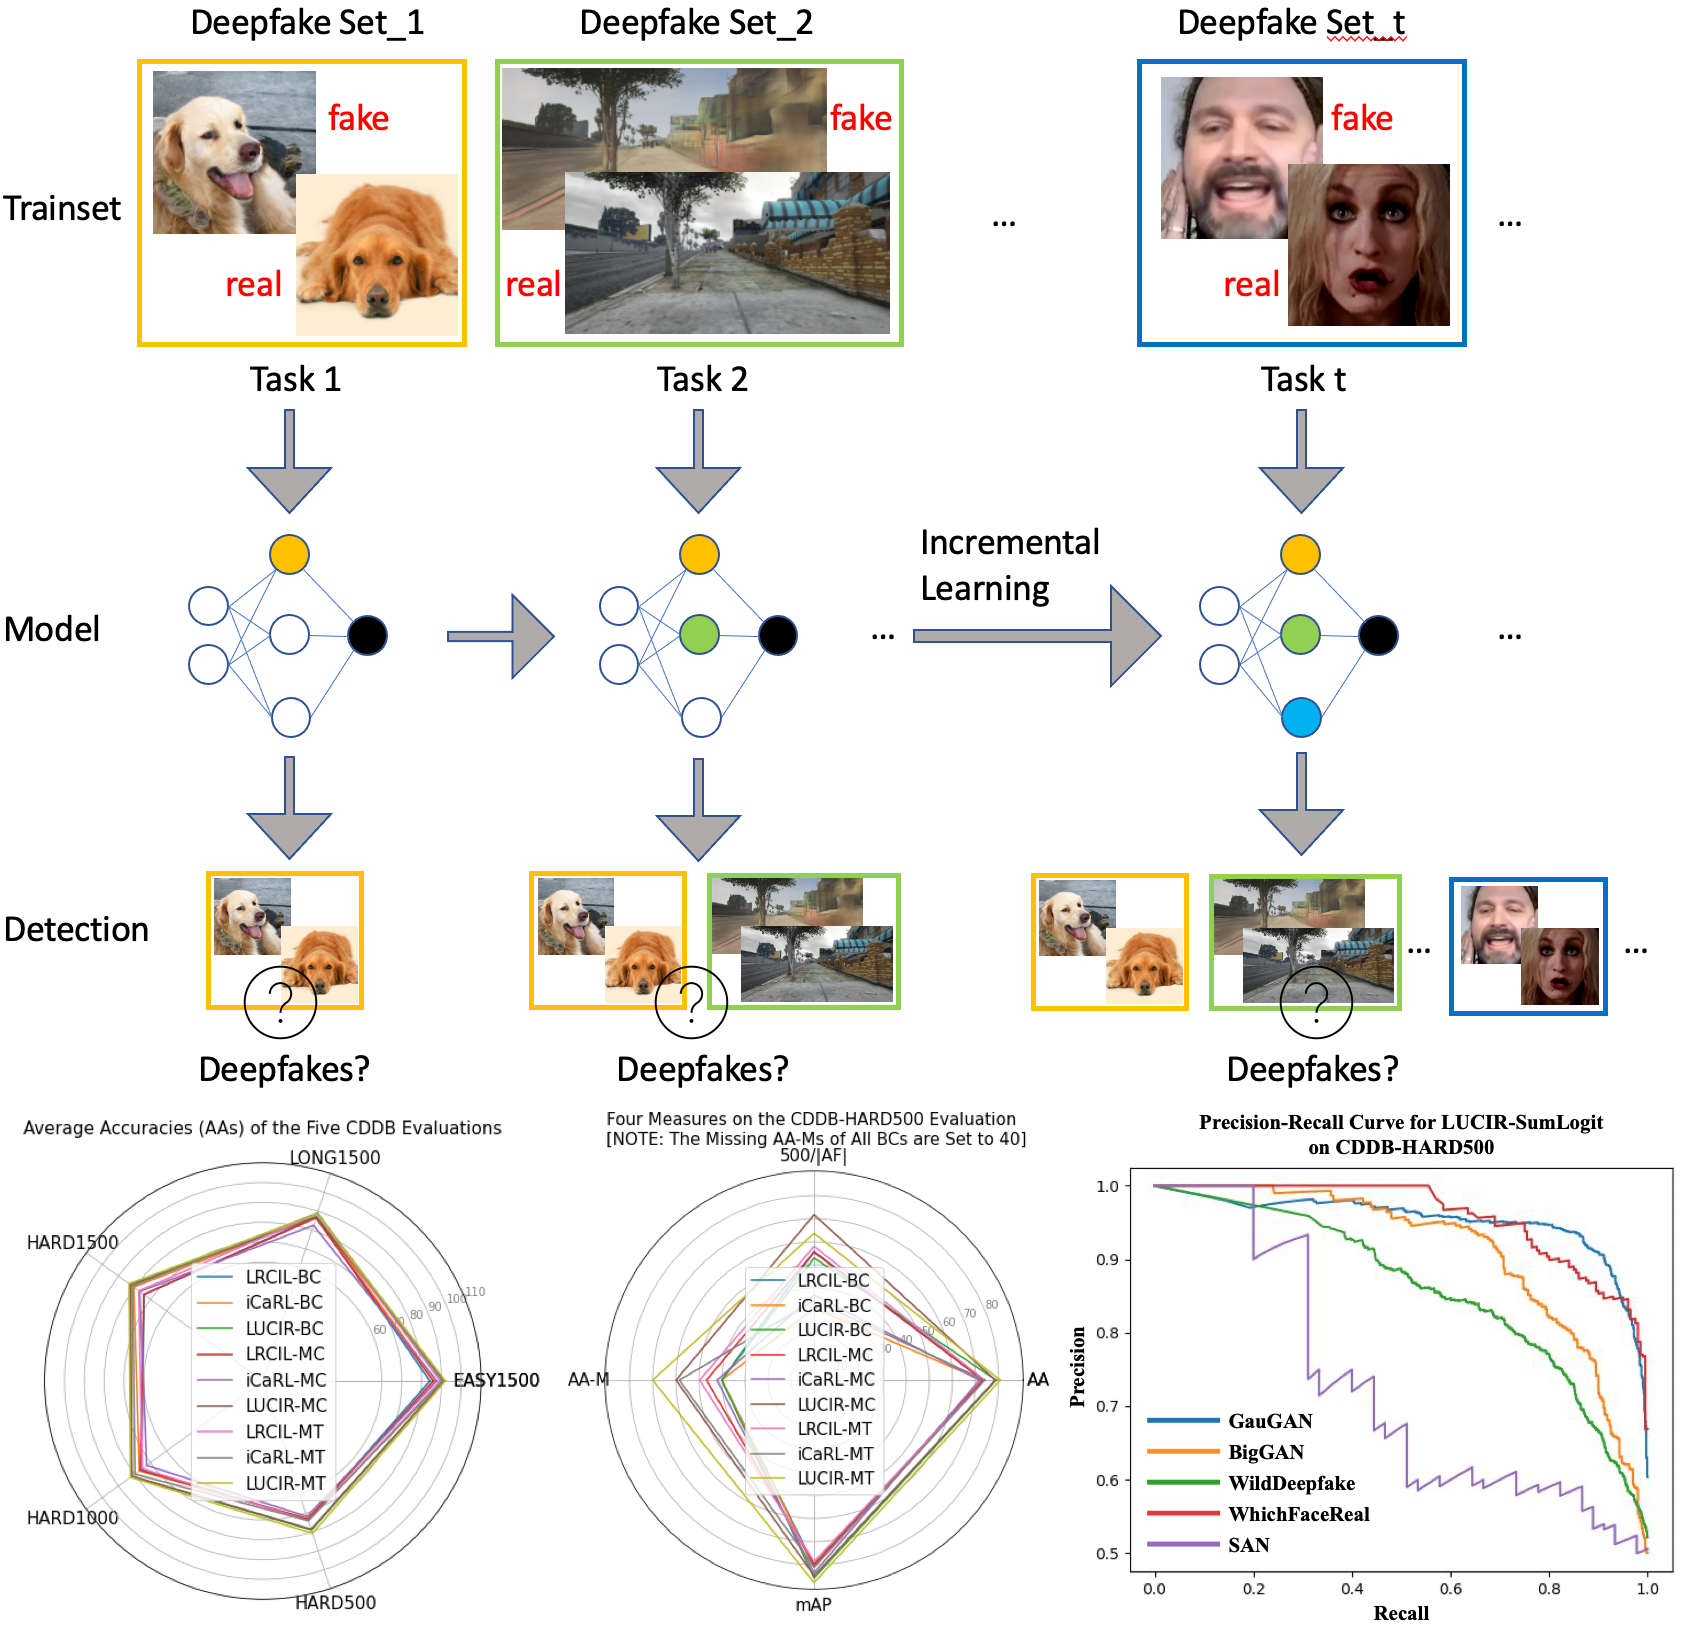 Deepfake Set_1
Deepfake Set_2
Deepfake Set_t
fake
fake
fake
Trainset
...
...
real
real
real
Task 1
Task 2
Task t
Incremental
Learning
Model
...
...
Detection
...
...
?
?
?
Deepfakes?
Deepfakes?
Deepfakes?
Average Accuracies (AAs) of the Five CDDB Evaluations
LONG1500
HARD1500
EASY1500
HARD1000
HARD500
60
80
90
100
110
LRCIL-BC
iCaRL-BC
LUCIR-BC
LRCIL-MC
iCaRL-MC
LUCIR-MC
LRCIL-MT
iCaRL-MT
LUCIR-MT
Four Measures on the CDDB-HARD500 Evaluation
[NOTE: The Missing AA-Ms of All BCs are Set to 40]
500/|AF|
AA-M
AA
mAP
40
50
60
70
80
LRCIL-BC
iCaRL-BC
LUCIR-BC
LRCIL-MC
iCaRL-MC
LUCIR-MC
LRCIL-MT
iCaRL-MT
LUCIR-MT
Precision-Recall Curve for LUCIR-SumLogit
on CDDB-HARD500
1.0
0.9
0.8
0.7
0.6
0.5
Precision
GauGAN
BigGAN
WildDeepfake
WhichFaceReal
SAN
0.0
0.2
0.4
0.6
0.8
1.0
Recall